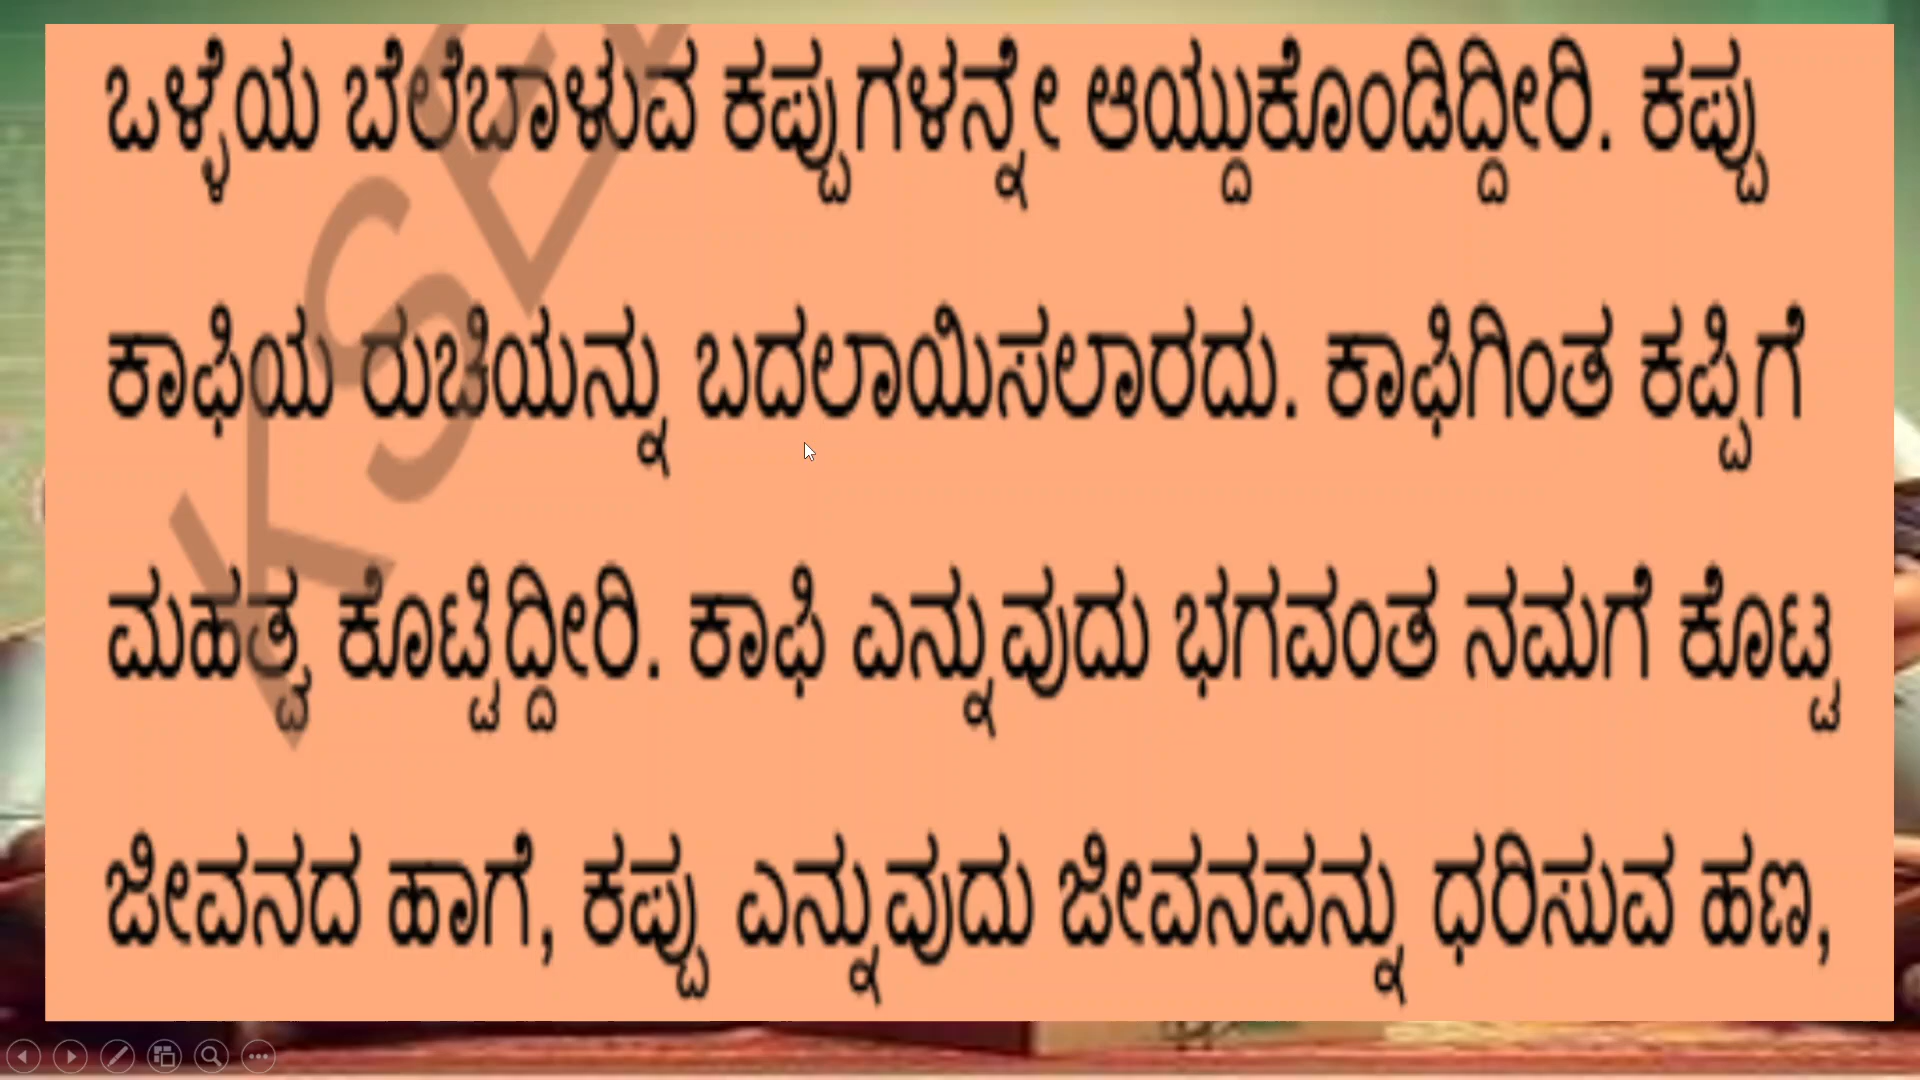 ಒಳ್ಳೆಯ ಬೆಲೆಬಾಳುವ ಕಪ್ಪುಗಳನ್ನೇ ಆಯ್ದುಕೊಂಡಿದ್ದೀರಿ. ಕಪ್ಪು
ಕಾಫಿಯ ರುಚಿಯನ್ನು ಬದಲಾಯಿಸಲಾರದು. ಕಾಫಿಗಿಂತ ಕಪ್ಪಿಗೆ
ಮಹತ್ವ ಕೊಟ್ಟಿದ್ದೀರಿ. ಕಾಫಿ ಎನ್ನುವುದು ಭಗವಂತ ನಮಗೆ ಕೊಟ್ಟ
ಜೀವನದ ಹಾಗೆ, ಕಪ್ಪು ಎನ್ನುವುದು ಜೀವನವನ್ನು ಧರಿಸುವ ಹಣ,